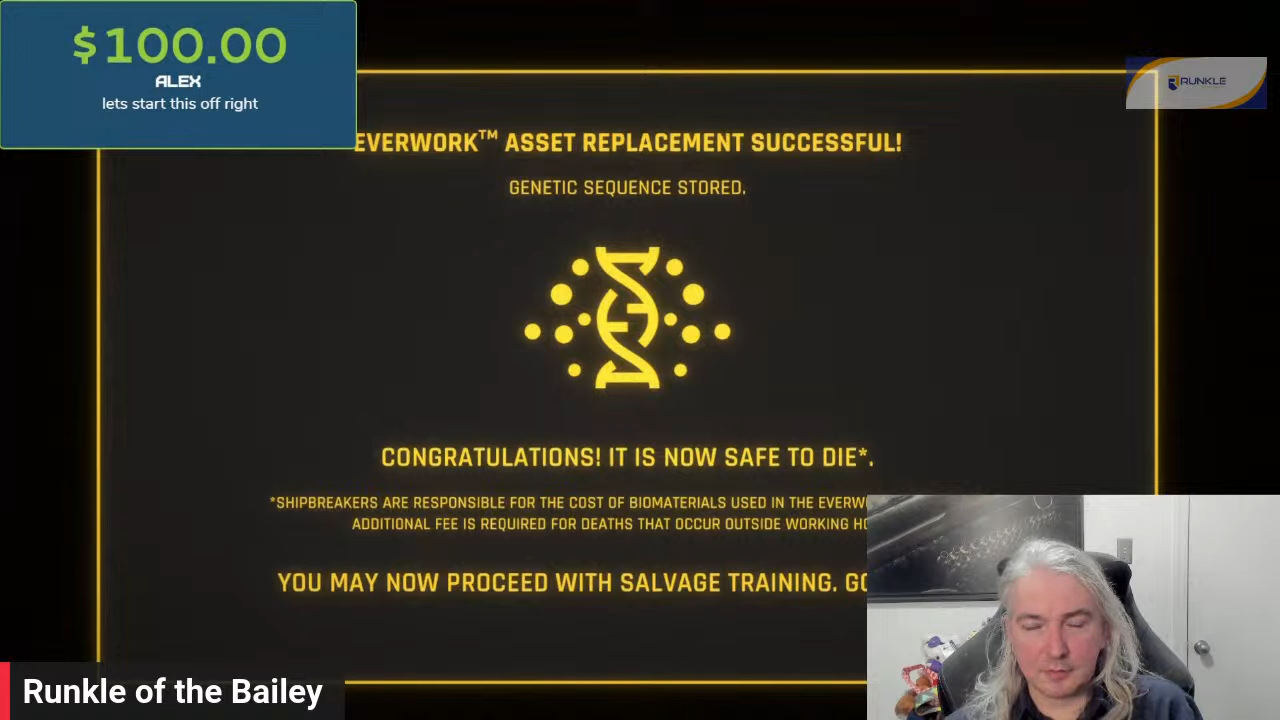 $100.00
ALEX
lets start this off right
RUNKLE
EVERWORK™ ASSET REPLACEMENT SUCCESSFUL!
GENETIC SEQUENCE STORED.
CONGRATULATIONS! IT IS NOW SAFE TO DIE*.
*SHIPBREAKERS ARE RESPONSIBLE FOR THE COST OF BIOMATERIALS USED IN THE
ADDITIONAL FEE IS REQUIRED FOR DEATHS THAT OCCUR OUTSIDE WORKING
YOU MAY NOW PROCEED WITH SALVAGE TRAINING.
Runkle of the Bailey